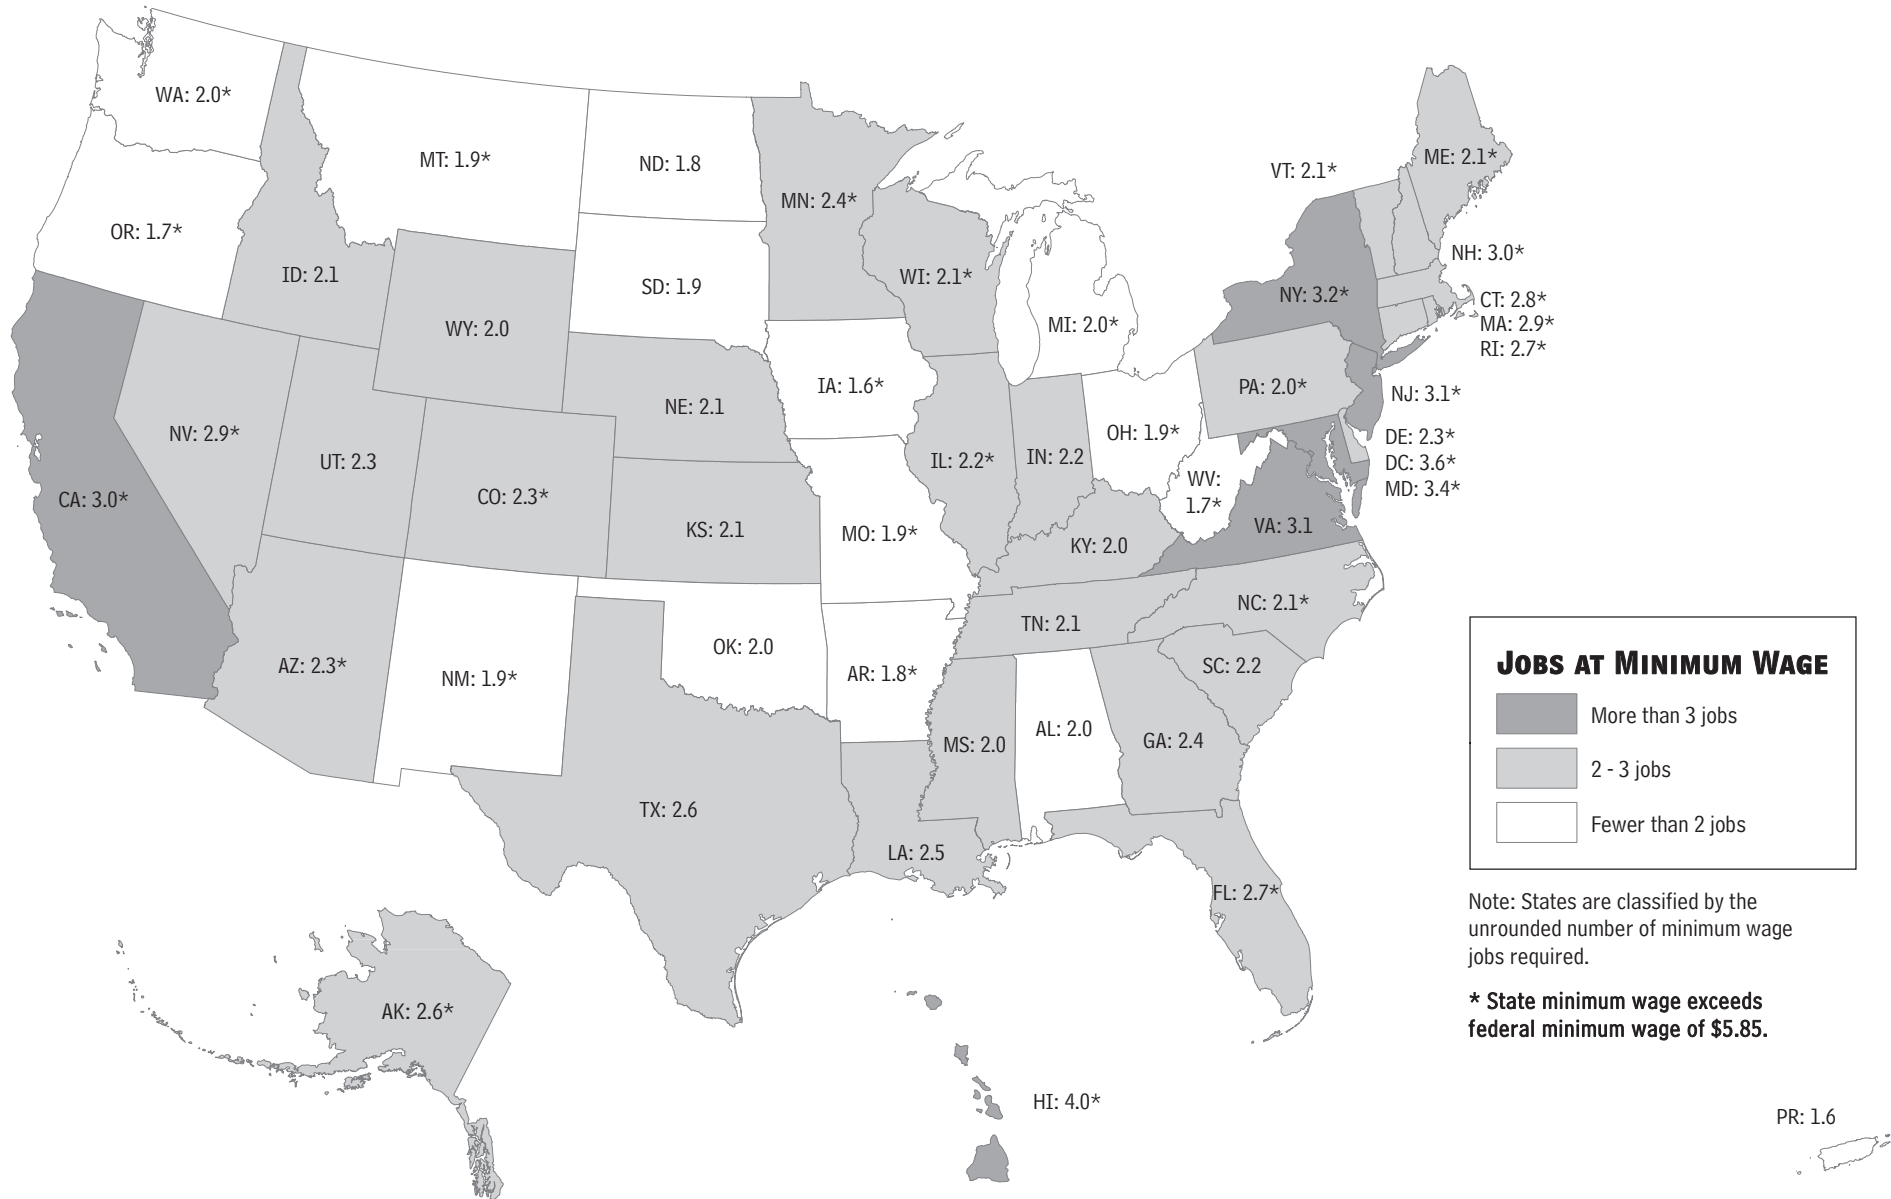 WA: 2.0*
MT: 1.9*
ND: 1.8
MN: 2.4*
VT: 2.1*
ME: 2.1*
OR: 1.7*
ID: 2.1
WY: 2.0
SD: 1.9
WI: 2.1*
MI: 2.0*
NY: 3.2*
NH: 3.0*
CT: 2.8*
MA: 2.9*
RI: 2.7*
NV: 2.9*
UT: 2.3
NE: 2.1
IA: 1.6*
PA: 2.0*
NJ: 3.1*
DE: 2.3*
DC: 3.6*
MD: 3.4*
CA: 3.0*
CO: 2.3*
KS: 2.1
MO: 1.9*
IL: 2.2*
IN: 2.2
OH: 1.9*
WV:
1.7*
VA: 3.1
KY: 2.0
AZ: 2.3*
NM: 1.9*
OK: 2.0
AR: 1.8*
TN: 2.1
NC: 2.1*
SC: 2.2
TX: 2.6
LA: 2.5
MS: 2.0
AL: 2.0
GA: 2.4
FL: 2.7*
AK: 2.6*
HI: 4.0*
PR: 1.6
JOBS AT MINIMUM WAGE
More than 3 jobs
2 - 3 jobs
Fewer than 2 jobs
Note: States are classified by the
unrounded number of minimum wage
jobs required.
* State minimum wage exceeds
federal minimum wage of $5.85.